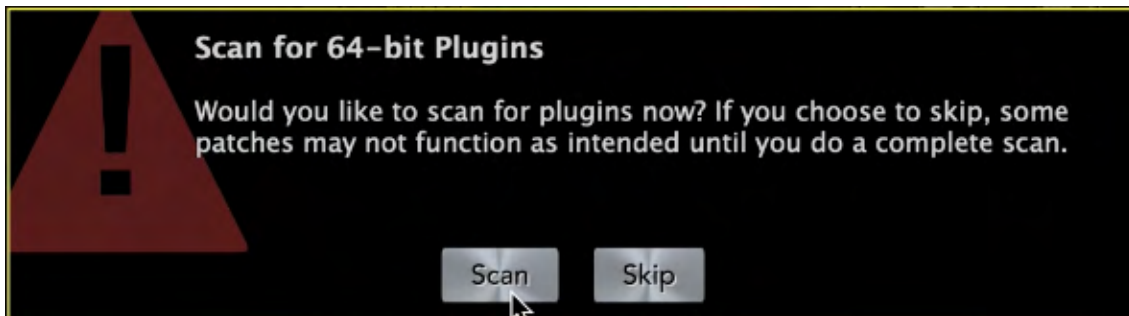 Scan for 64-bit Plugins
Would you like to scan for plugins now? If you choose to skip, some
patches may not function as intended until you do a complete scan.
Scan
Skip